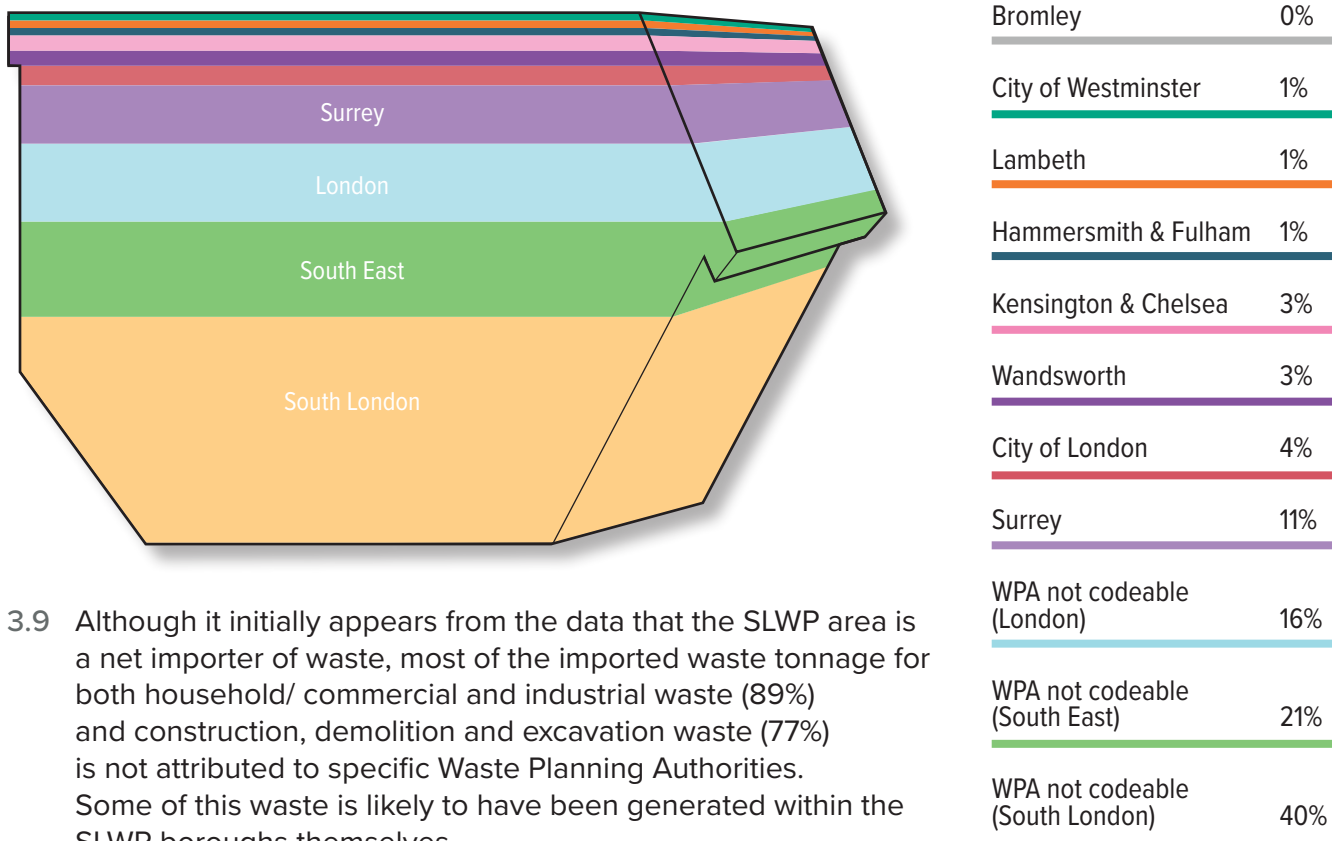 Surrey
London
South East
South London
Bromley 0%
City of Westminster 1%
Lambeth 1%
Hammersmith & Fulham 1%
Kensington & Chelsea 3%
Wandsworth 3%
City of London 4%
Surrey 11%
WPA not codeable
(London) 16%
WPA not codeable
(South East) 21%
WPA not codeable
(South London) 40%
3.9 Although it initially appears from the data that the SLWP area is
a net importer of waste, most of the imported waste tonnage for
both household/ commercial and industrial waste (89%)
and construction, demolition and excavation waste (77%)
is not attributed to specific Waste Planning Authorities.
Some of this waste is likely to have been generated within the
SLWP boroughs themselves